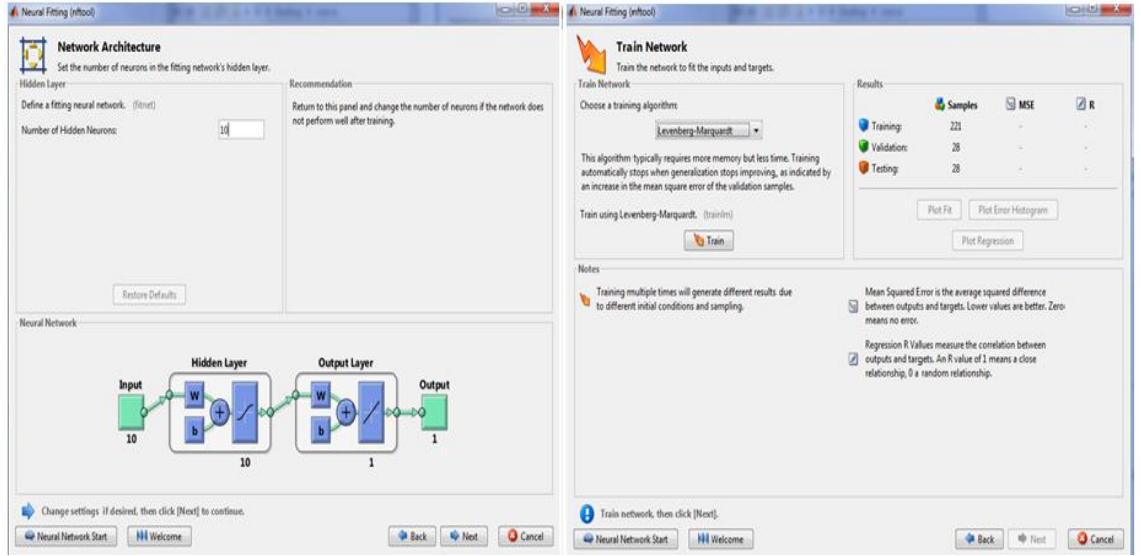 Neural Fitting (nftool)
Network Architecture
Set the number of neurons in the fitting network's hidden layer.
Hidden Layer
Define a fitting neural network. (fitnet)
Number of Hidden Neurons:
10
Restore Defaults
Recommendation
Return to this panel and change the number of neurons if the network does
not perform well after training.
Neural Network
Hidden Layer
Output Layer
Input
Output
W
b
W
b
10
10
1
1
Change settings if desired, then click [Next] to continue.
Neural Network Start
Welcome
Back
Next
Cancel
Neural Fitting (nftool)
Train Network
Train the network to fit the inputs and targets.
Train Network
Choose a training algorithm:
Levenberg-Marquardt
This algorithm typically requires more memory but less time. Training
automatically stops when generalization stops improving, as indicated by
an increase in the mean square error of the validation samples.
Train using Levenberg-Marquardt. (trainlm)
Train
Results
Samples MSE R
Training: 221 - -
Validation: 28 - -
Testing: 28 - -
Plot Fit Plot Error Histogram
Plot Regression
Notes
Training multiple times will generate different results due
to different initial conditions and sampling.
Mean Squared Error is the average squared difference
between outputs and targets. Lower values are better. Zero
means no error.
Regression R Values measure the correlation between
outputs and targets. An R value of 1 means a close
relationship, 0 a random relationship.
Train network, then click [Next].
Neural Network Start
Welcome
Back
Next
Cancel